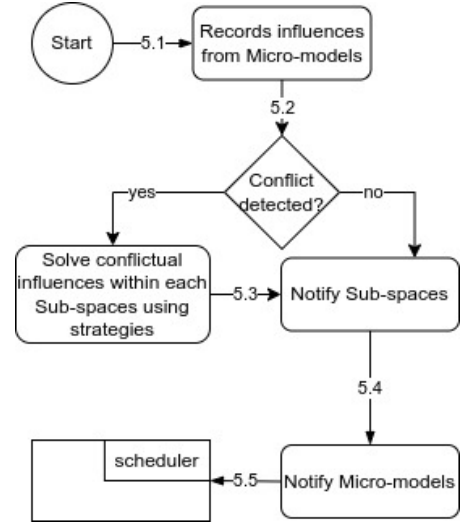 Start
5.1
Records influences
from Micro-models
5.2
Conflict
detected?
yes
no
Solve conflictual
influences within each
Sub-spaces using
strategies
5.3
Notify Sub-spaces
5.4
scheduler
5.5
Notify Micro-models